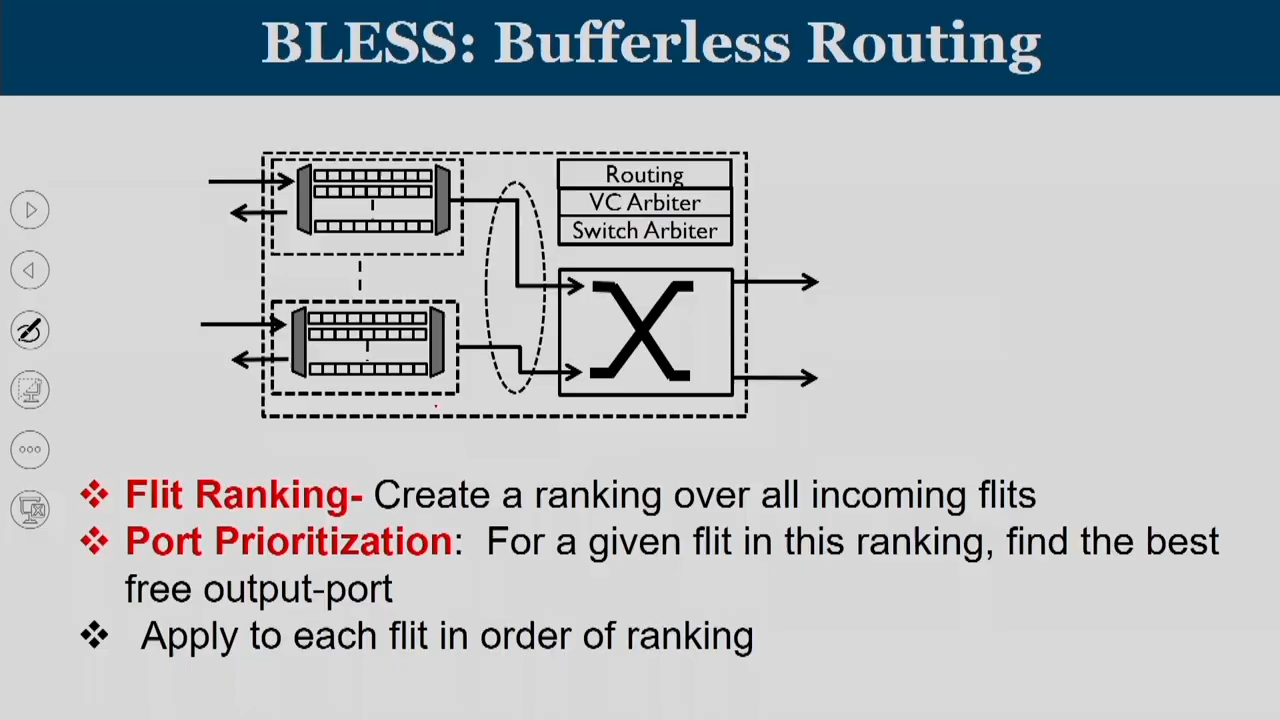 BLESS: Bufferless Routing
Routing
VC Arbiter
Switch Arbiter
❖ Flit Ranking- Create a ranking over all incoming flits
❖ Port Prioritization: For a given flit in this ranking, find the best
free output-port
❖ Apply to each flit in order of ranking